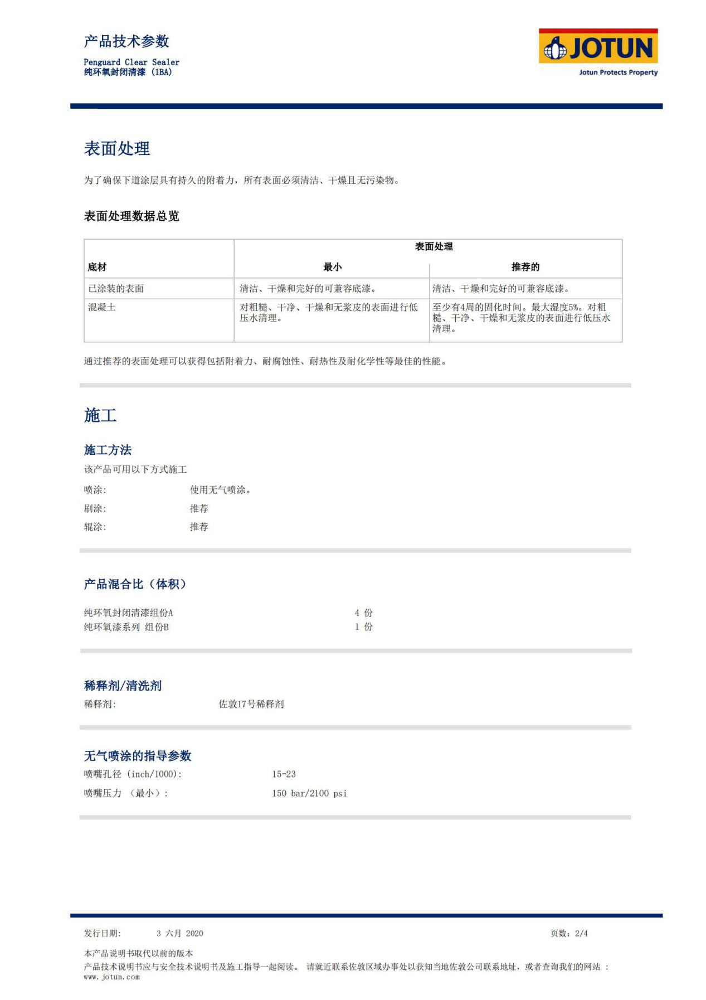 产品技术参数
Penguard Clear Sealer
纯环氧封闭清漆 (1BA)
JOTUN
Jotun Protects Property
表面处理
为了确保下道涂层具有持久的附着力，所有表面必须清洁、干燥且无污染物。
表面处理数据总览
表面处理
底材 最小 推荐的
已涂装的表面 清洁、干燥和完好的可兼容底漆。 清洁、干燥和完好的可兼容底漆。
混凝土 对粗糙、干净、干燥和无浆皮的表面进行低 至少有4周的固化时间。最大湿度5%。对粗
压水清理。 糙、干净、干燥和无浆皮的表面进行低压水
清理。
通过推荐的表面处理可以获得包括附着力、耐腐蚀性、耐热性及耐化学性等最佳的性能。
施工
施工方法
该产品可用以下方式施工
喷涂: 使用无气喷涂。
刷涂: 推荐
辊涂: 推荐
产品混合比（体积）
纯环氧封闭清漆组份A 4 份
纯环氧漆系列 组份B 1 份
稀释剂/清洗剂
稀释剂: 佐敦17号稀释剂
无气喷涂的指导参数
喷嘴孔径 (inch/1000): 15-23
喷嘴压力 （最小）: 150 bar/2100 psi
发行日期: 3 六月 2020 页数: 2/4
本产品说明书取代以前的版本
产品技术说明书应与安全技术说明书及施工指导一起阅读。 请就近联系佐敦区域办事处以获知当地佐敦公司联系地址，或者查询我们的网站 :
www.jotun.com